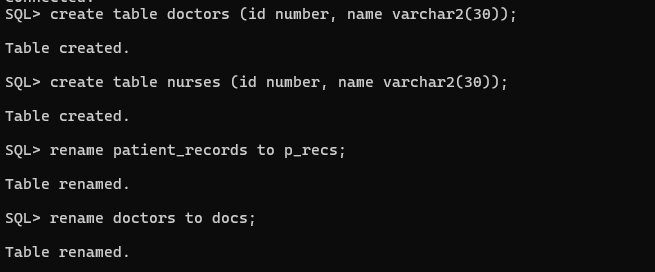 SQL> create table doctors (id number, name varchar2(30));
Table created.
SQL> create table nurses (id number, name varchar2(30));
Table created.
SQL> rename patient_records to p_recs;
Table renamed.
SQL> rename doctors to docs;
Table renamed.